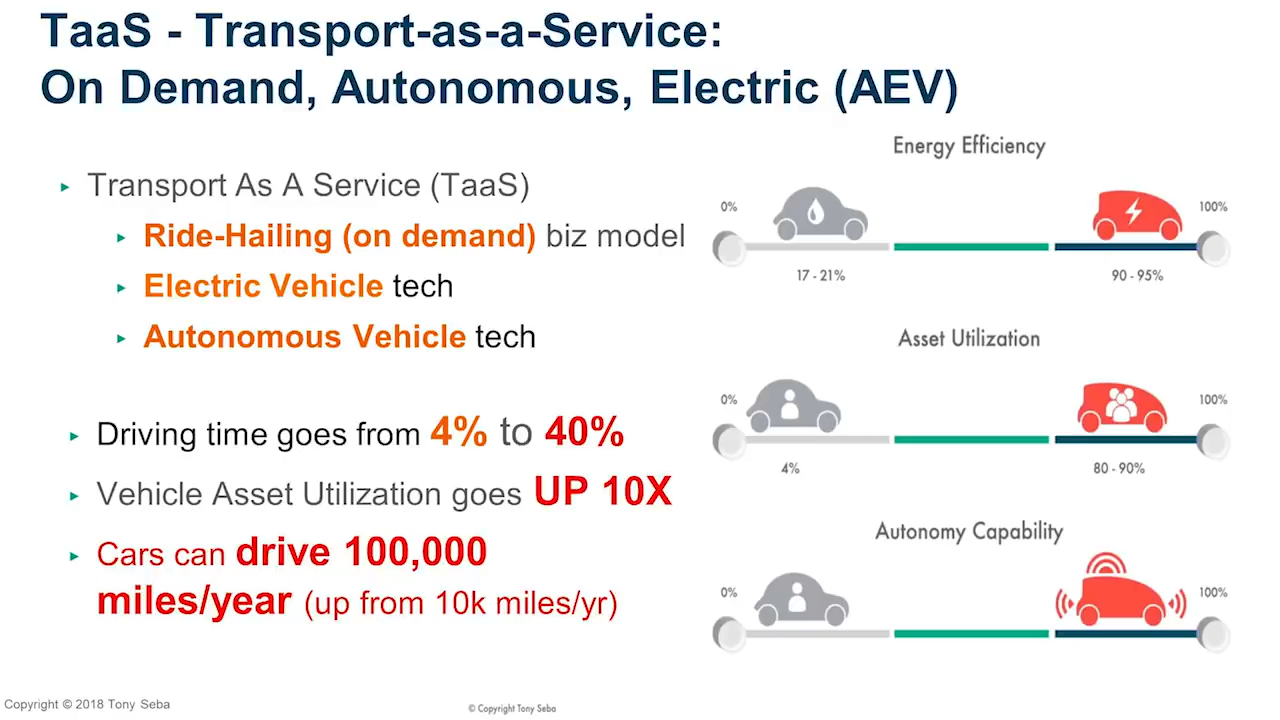 TaaS - Transport-as-a-Service:
On Demand, Autonomous, Electric (AEV)
▸ Transport As A Service (TaaS)
▸ Ride-Hailing (on demand) biz model
▸ Electric Vehicle tech
▸ Autonomous Vehicle tech
▸ Driving time goes from 4% to 40%
▸ Vehicle Asset Utilization goes UP 10X
▸ Cars can drive 100,000
miles/year (up from 10k miles/yr)
Energy Efficiency
0% 100%
17 - 21% 90 - 95%
Asset Utilization
0% 100%
4% 80 - 90%
Autonomy Capability
0% 100%
Copyright © 2018 Tony Seba
© Copyright Tony Seba